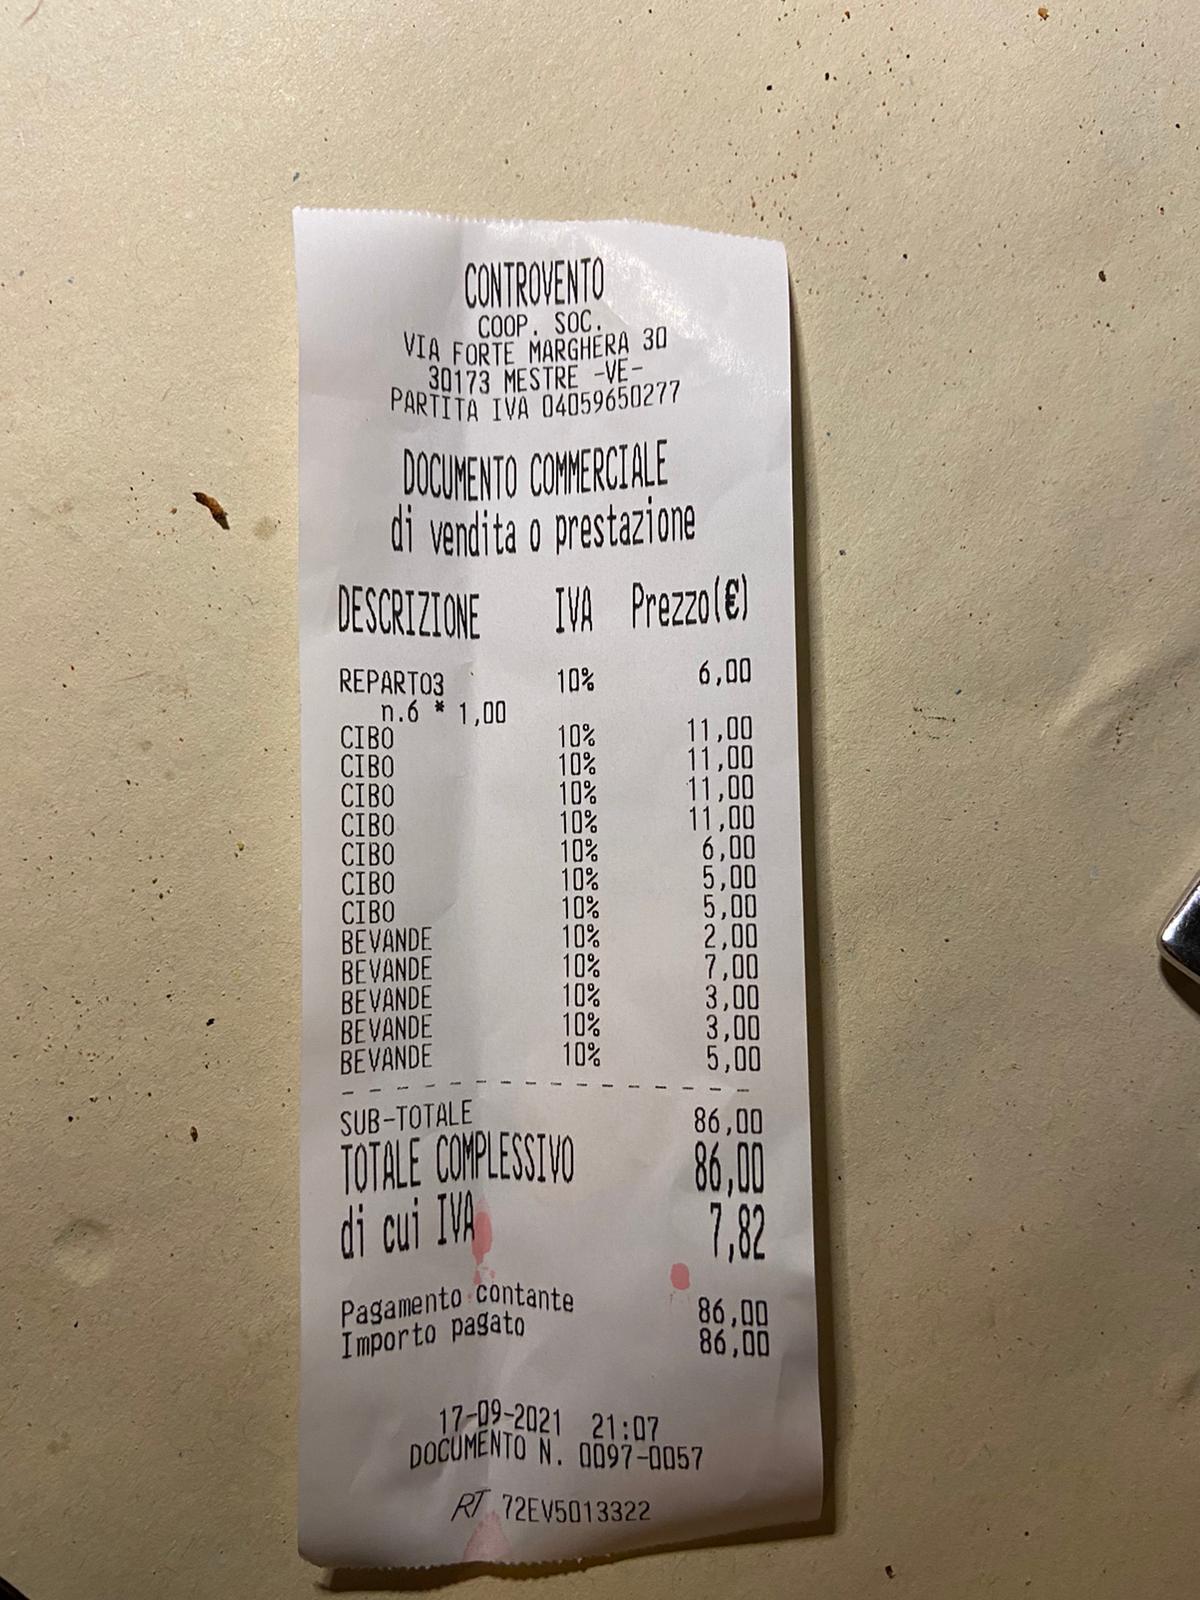 CONTROVENTO
COOP. SOC.
VIA FORTE MARGHERA 30
30173 MESTRE -VE-
PARTITA IVA 04059650277
DOCUMENTO COMMERCIALE
di vendita o prestazione
DESCRIZIONE IVA Prezzo(€)
REPARTO3 10% 6,00
n.6 * 1,00
CIBO 10% 11,00
CIBO 10% 11,00
CIBO 10% 11,00
CIBO 10% 11,00
CIBO 10% 6,00
CIBO 10% 5,00
CIBO 10% 5,00
BEVANDE 10% 2,00
BEVANDE 10% 7,00
BEVANDE 10% 3,00
BEVANDE 10% 3,00
BEVANDE 10% 5,00
SUB-TOTALE 86,00
TOTALE COMPLESSIVO 86,00
di cui IVA 7,82
Pagamento contante 86,00
Importo pagato 86,00
17-09-2021 21:07
DOCUMENTO N. 0097-0057
RT 72EV5013322